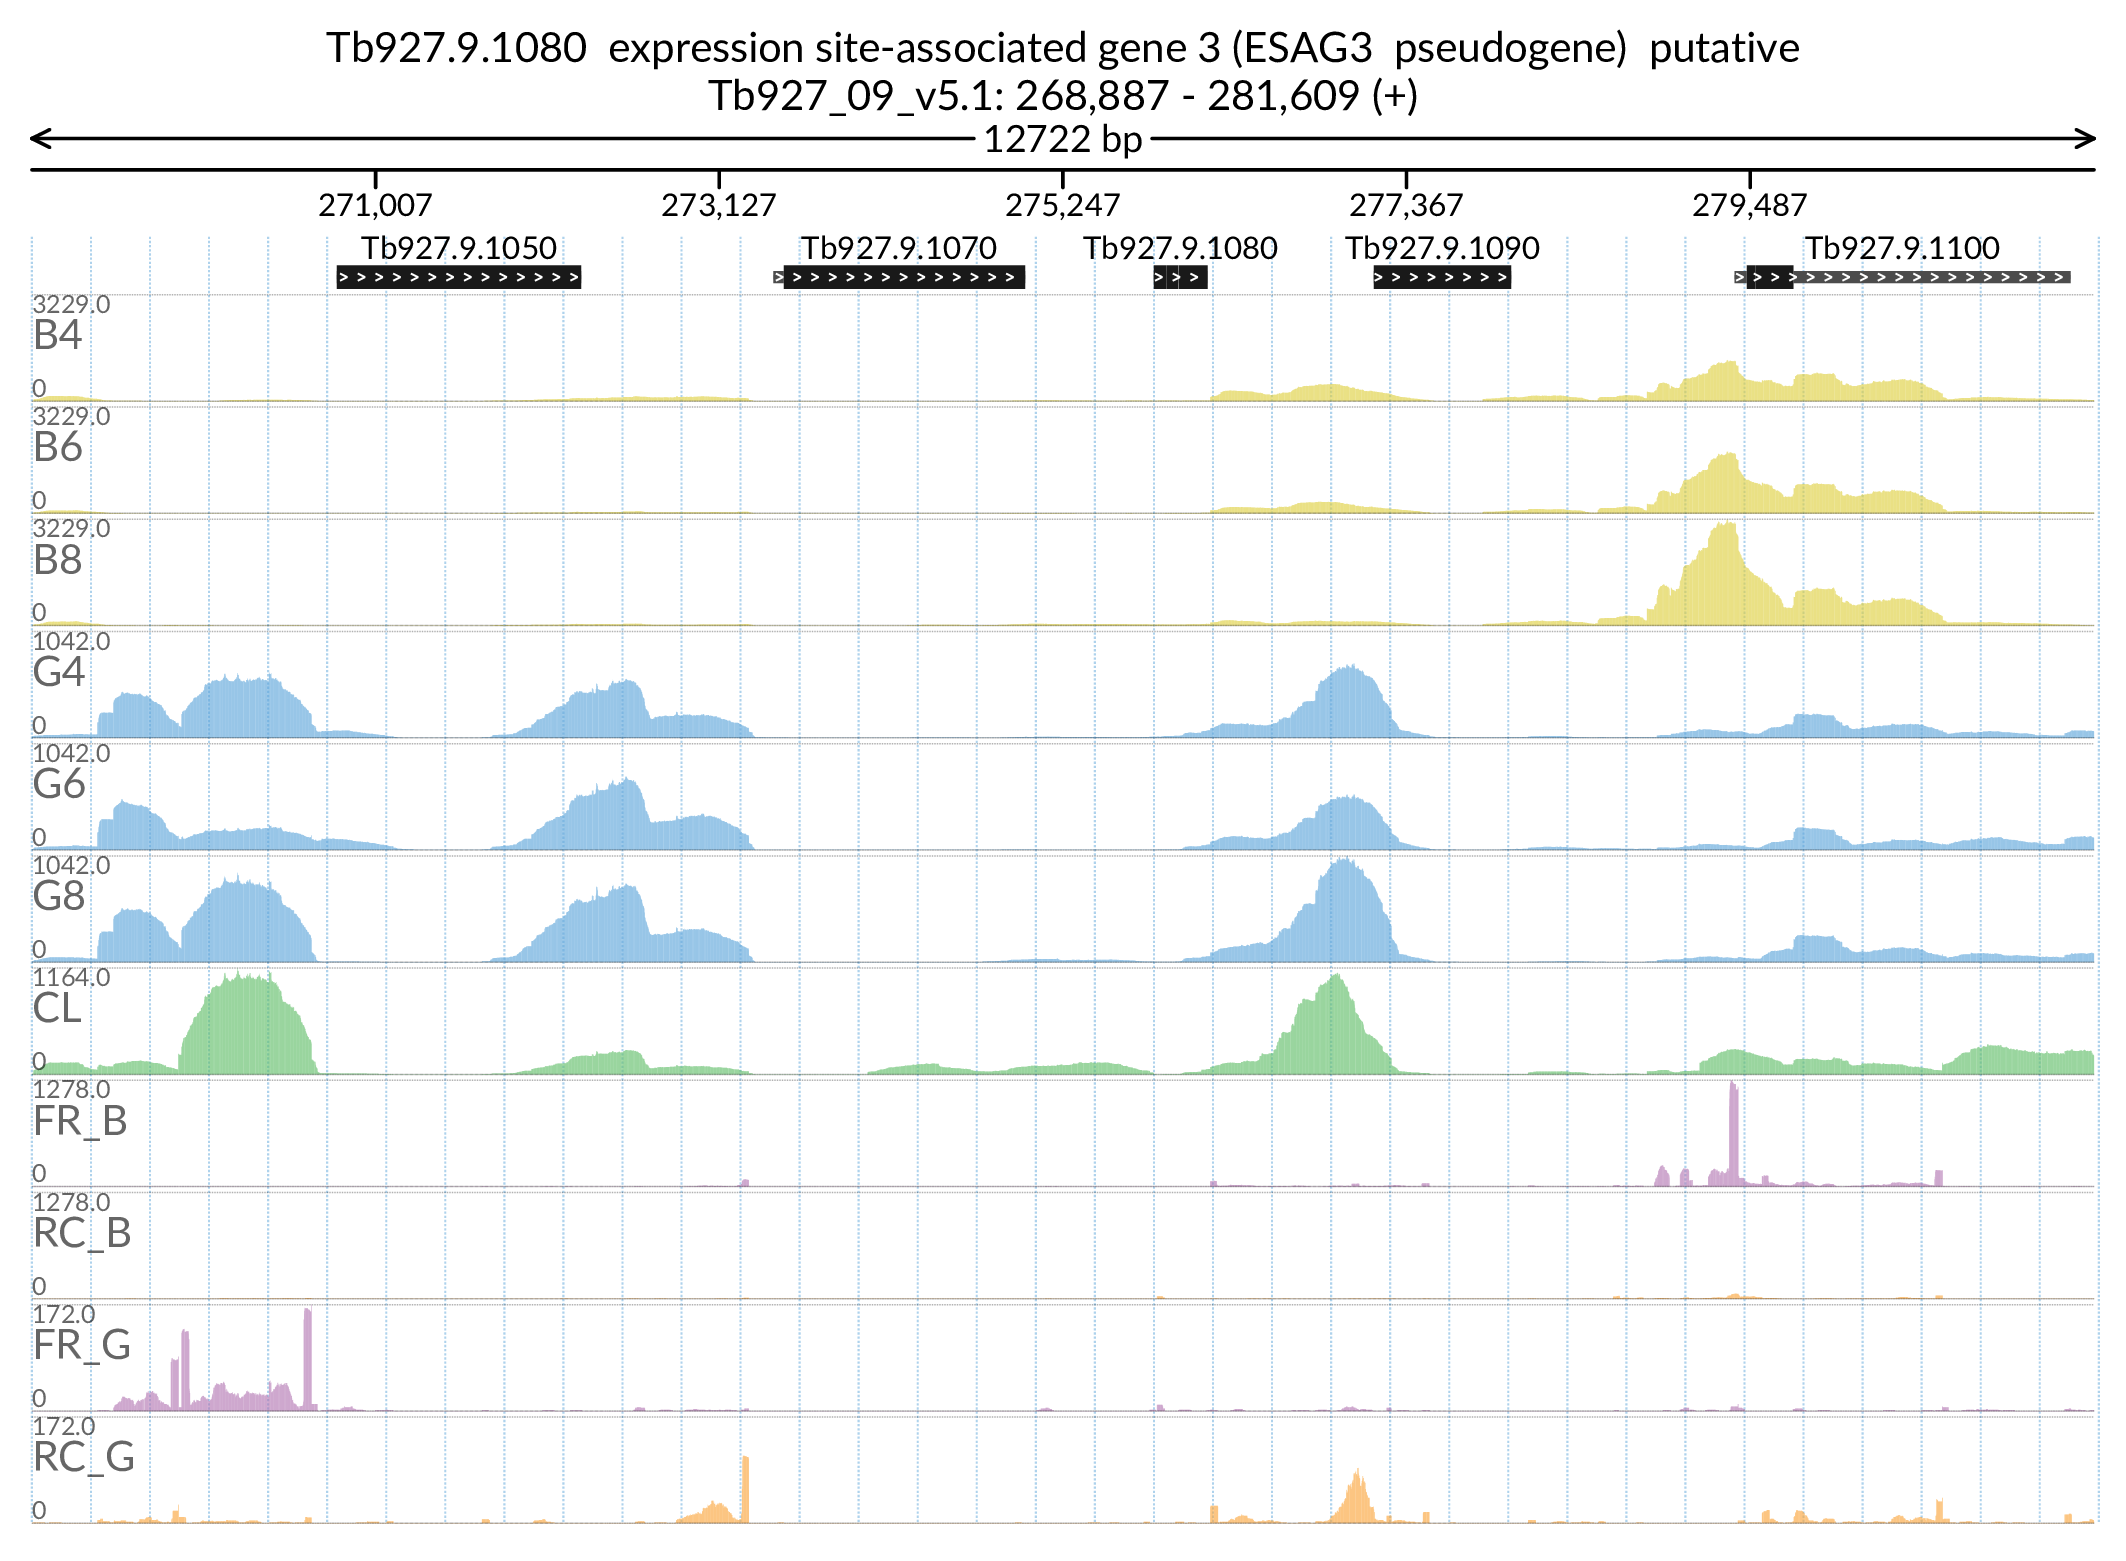 Tb927.9.1080  expression site-associated gene 3 (ESAG3  pseudogene)  putative
Tb927_09_v5.1: 268,887 - 281,609 (+)
12722 bp
271,007 273,127 275,247 277,367 279,487
Tb927.9.1050 Tb927.9.1070 Tb927.9.1080 Tb927.9.1090 Tb927.9.1100
3229.0
B4
0
3229.0
B6
0
3229.0
B8
0
1042.0
G4
0
1042.0
G6
0
1042.0
G8
0
1164.0
CL
0
1278.0
FR_B
0
1278.0
RC_B
0
172.0
FR_G
0
172.0
RC_G
0